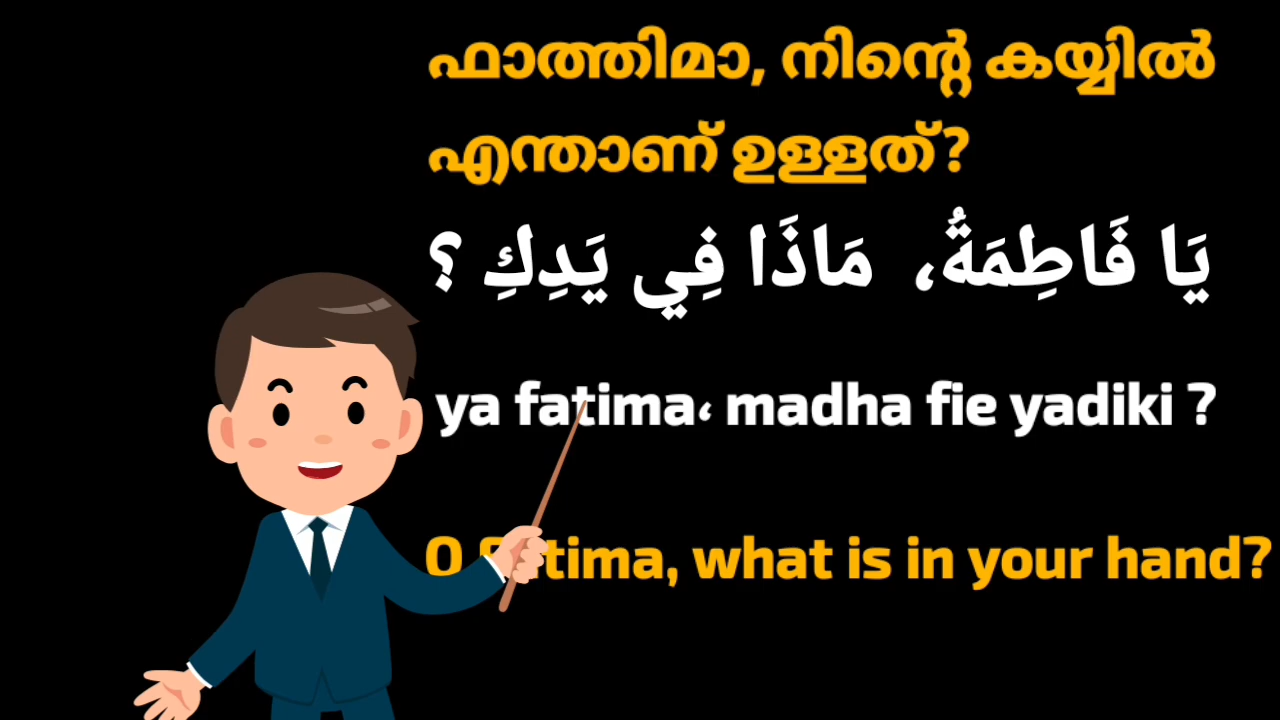 ഫാത്തിമാ, നിന്റെ കയ്യിൽ
എന്താണ് ഉള്ളത്?
يَا فَاطِمَةُ، مَاذَا فِي يَدِكِ ؟
ya fatima، madha fie yadiki ?
O what is in your hand?